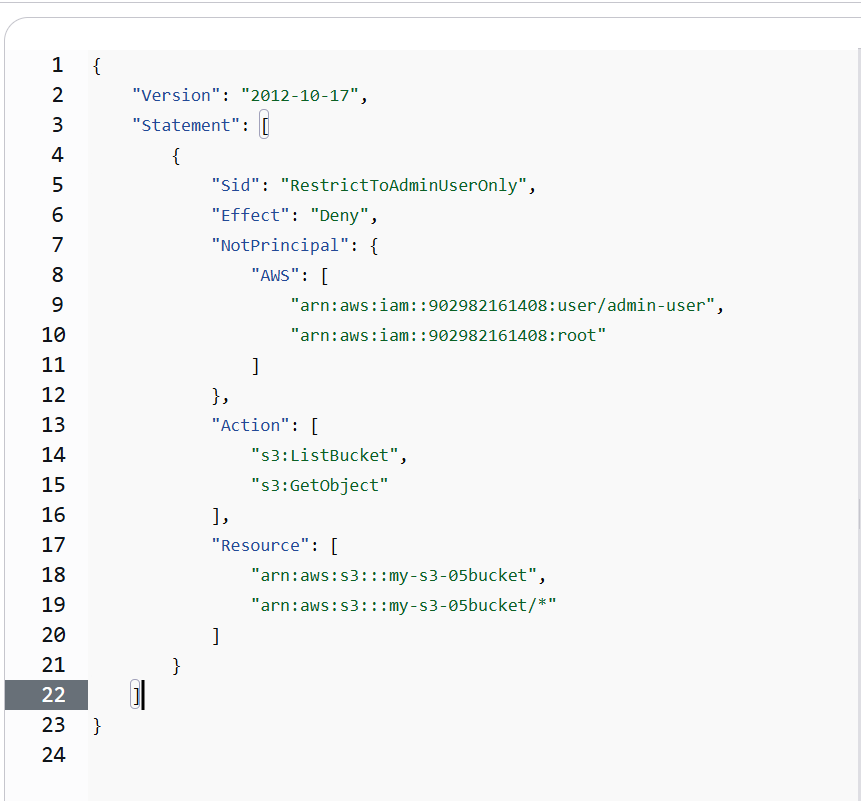 1 {
2     "Version": "2012-10-17",
3     "Statement": [
4         {
5             "Sid": "RestrictToAdminUserOnly",
6             "Effect": "Deny",
7             "NotPrincipal": {
8                 "AWS": [
9                     "arn:aws:iam::902982161408:user/admin-user",
10                     "arn:aws:iam::902982161408:root"
11                 ]
12             },
13             "Action": [
14                 "s3:ListBucket",
15                 "s3:GetObject"
16             ],
17             "Resource": [
18                 "arn:aws:s3:::my-s3-05bucket",
19                 "arn:aws:s3:::my-s3-05bucket/*"
20             ]
21         }
22     ]
23 }
24